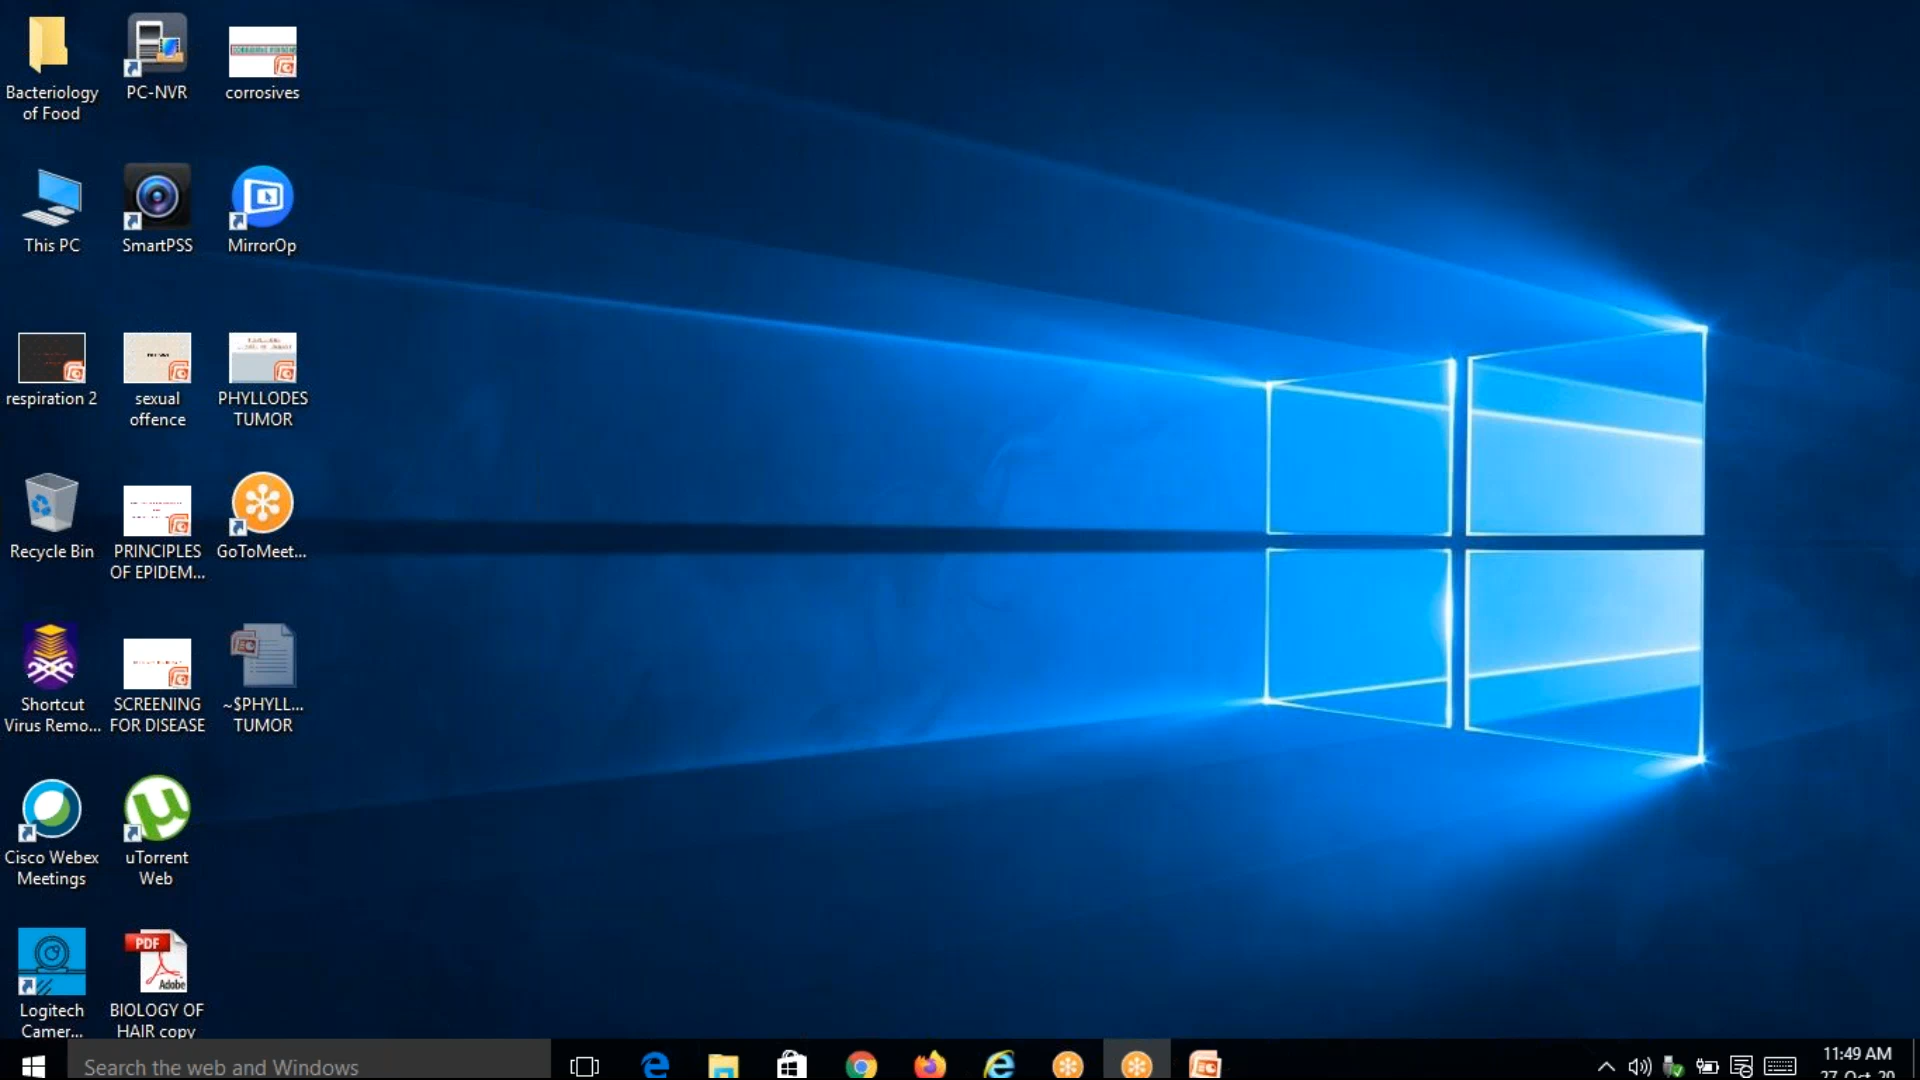 Bacteriology
of Food
PC-NVR
corrosives
This PC
SmartPSS
MirrorOp
respiration 2
sexual
offence
PHYLLODES
TUMOR
Recycle Bin
PRINCIPLES
OF EPIDEM...
GoToMeet...
Shortcut
Virus Remo...
SCREENING
FOR DISEASE
~$PHYLL...
TUMOR
Cisco Webex
Meetings
uTorrent
Web
PDF
Adobe
Logitech
Camer...
BIOLOGY OF
HAIR copy
Search the web and Windows
11:49 AM
27-Oct-20